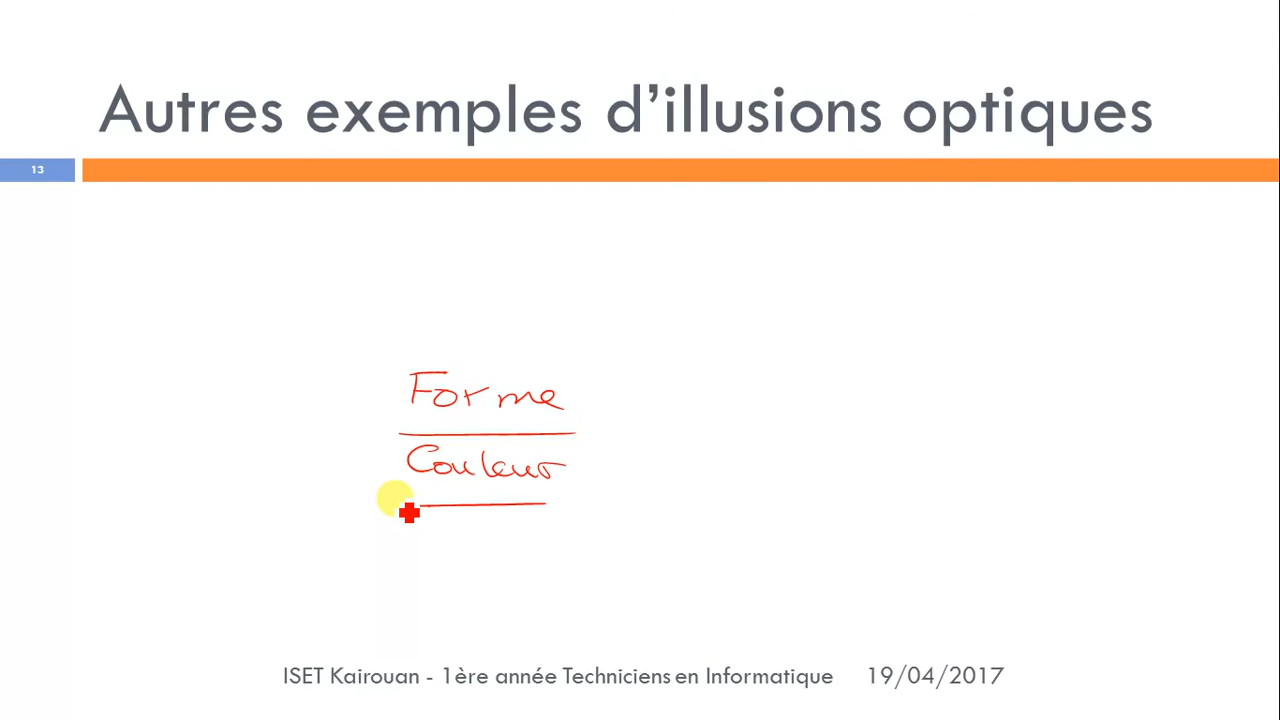 Autres exemples d'illusions optiques
13
Forme
Couleur
ISET Kairouan - 1ère année Techniciens en Informatique 19/04/2017